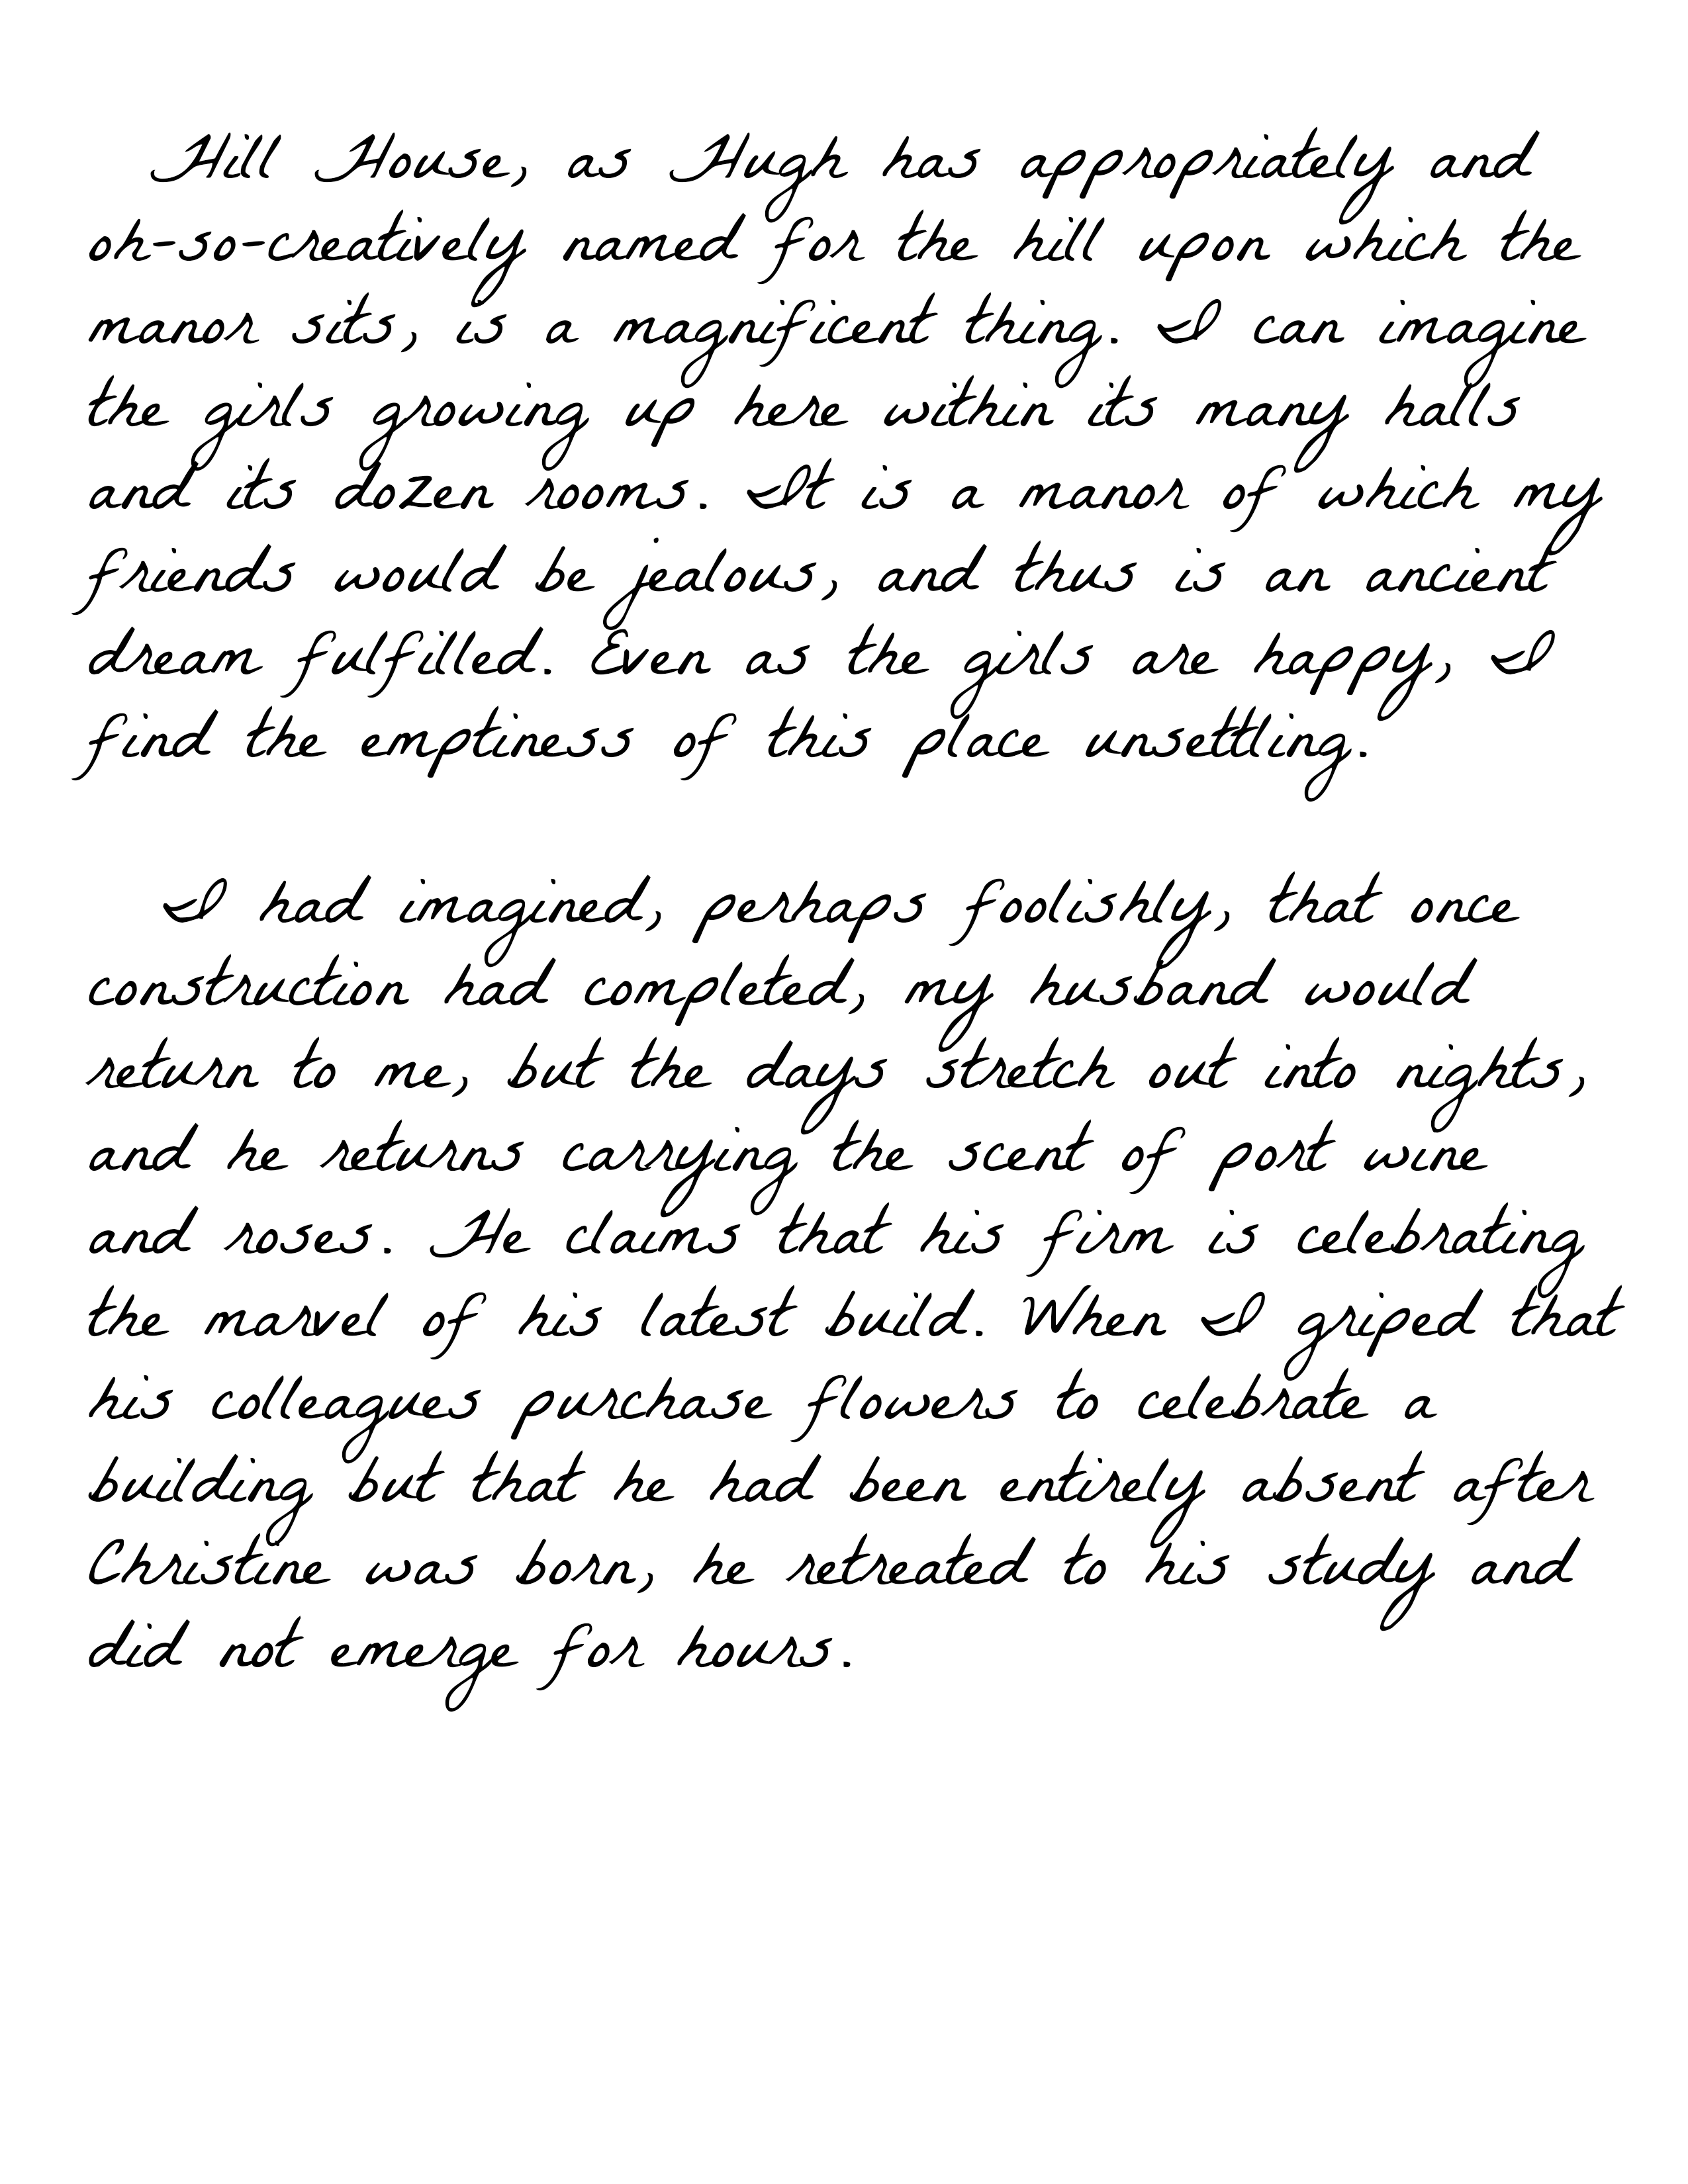 Hill House, as Hugh has appropriately and
oh-so-creatively named for the hill upon which the
manor sits, is a magnificent thing. I can imagine
the girls growing up here within its many halls
and its dozen rooms. It is a manor of which my
friends would be jealous, and thus is an ancient
dream fulfilled. Even as the girls are happy, I
find the emptiness of this place unsettling.
I had imagined, perhaps foolishly, that once
construction had completed, my husband would
return to me, but the days stretch out into nights,
and he returns carrying the scent of port wine
and roses. He claims that his firm is celebrating
the marvel of his latest build. When I griped that
his colleagues purchase flowers to celebrate a
building but that he had been entirely absent after
Christine was born, he retreated to his study and
did not emerge for hours.